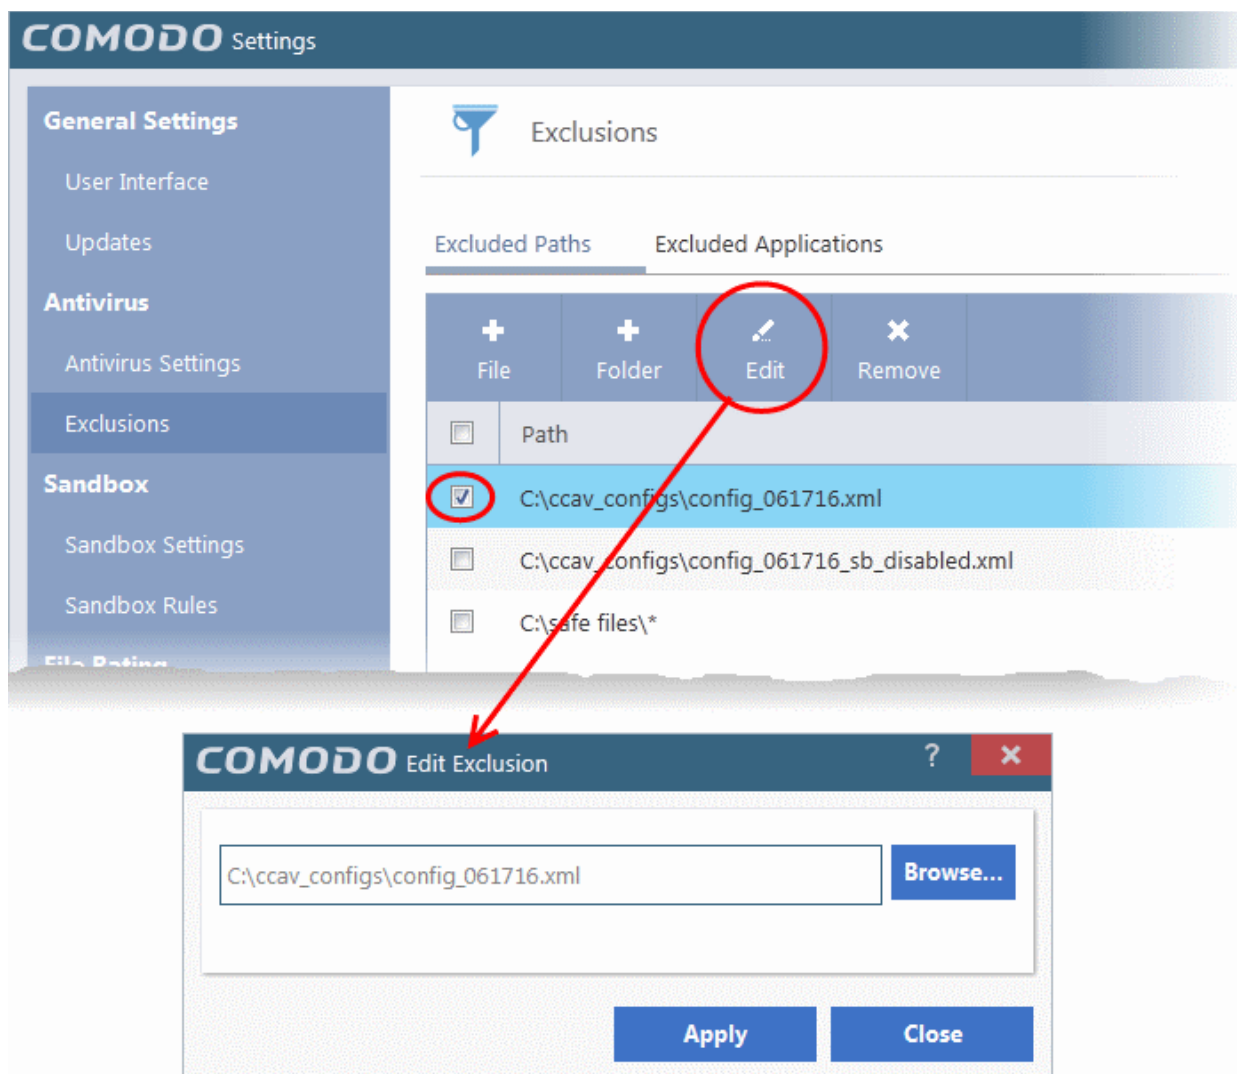 COMODO Settings
General Settings
User Interface
Updates
Antivirus
Antivirus Settings
Exclusions
Sandbox
Sandbox Settings
Sandbox Rules
File Rating
Exclusions
Excluded Paths
Excluded Applications
File
Folder
Edit
Remove
Path
C:\ccav_configs\config_061716.xml
C:\ccav_configs\config_061716_sb_disabled.xml
C:\safe files\*
COMODO Edit Exclusion
?
C:\ccav_configs\config_061716.xml
Browse...
Apply
Close